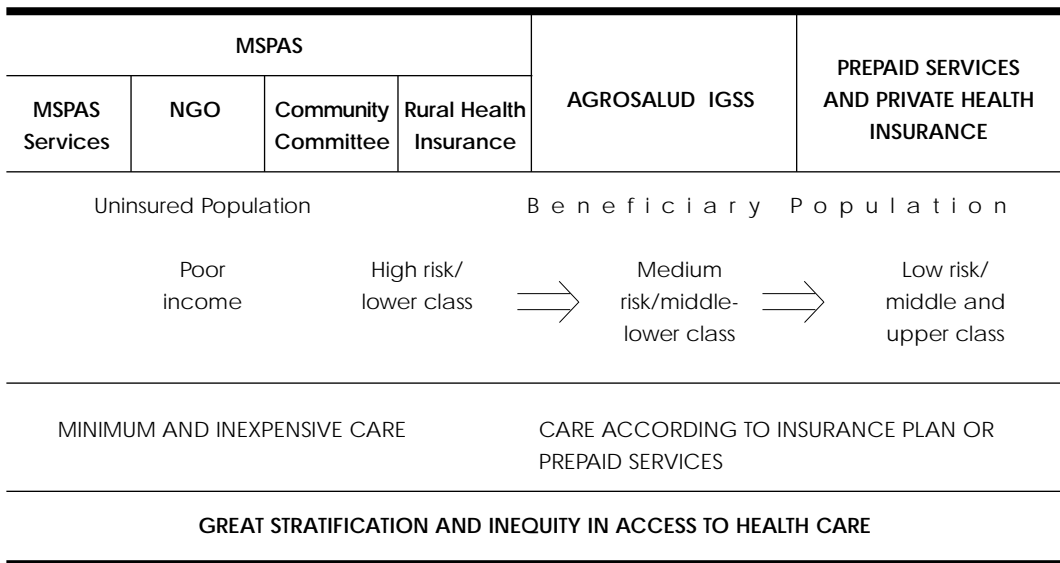 MSPAS
MSPAS Services
NGO
Community Committee
Rural Health Insurance
AGROSALUD IGSS
PREPAID SERVICES
AND PRIVATE HEALTH
INSURANCE
Uninsured Population
Beneficiary Population
Poor
income
High risk/
lower class
Medium
risk/middle-
lower class
Low risk/
middle and
upper class
MINIMUM AND INEXPENSIVE CARE
CARE ACCORDING TO INSURANCE PLAN OR
PREPAID SERVICES
GREAT STRATIFICATION AND INEQUITY IN ACCESS TO HEALTH CARE